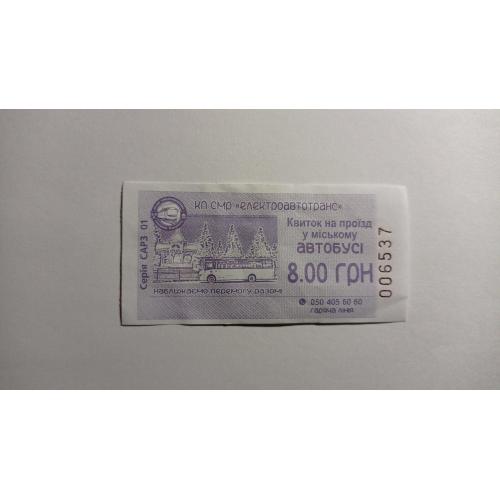 КП СМР «електроавтотранс»
Серія САРЗ 01
Квиток на проїзд
у міському
АВТОБУСІ
8.00 ГРН
наближаємо перемогу разом!
050 405 60 60
гаряча лінія
006537